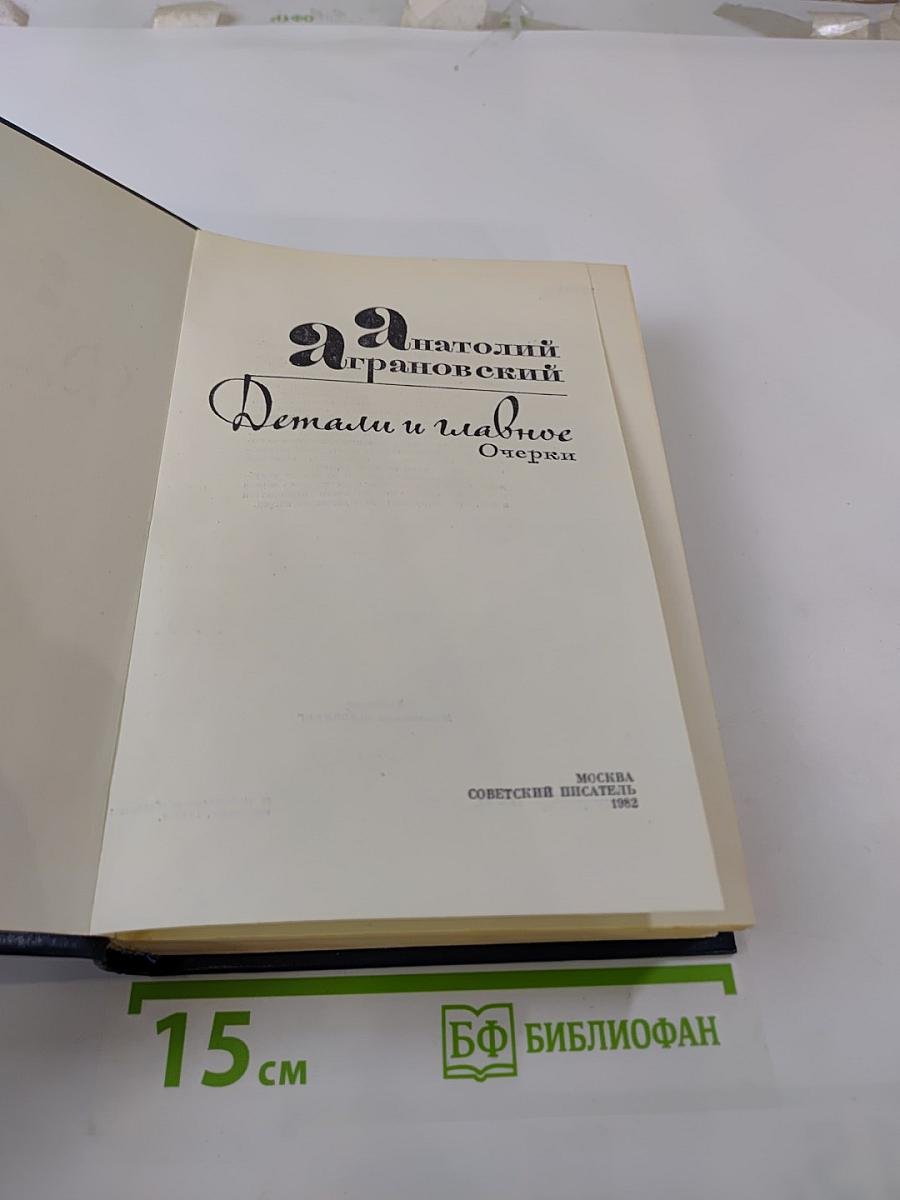 Анатолий
Аграновский
Детали и главное
Очерки
МОСКВА
СОВЕТСКИЙ ПИСАТЕЛЬ
1982
15 см
БФ БИБЛИОФАН